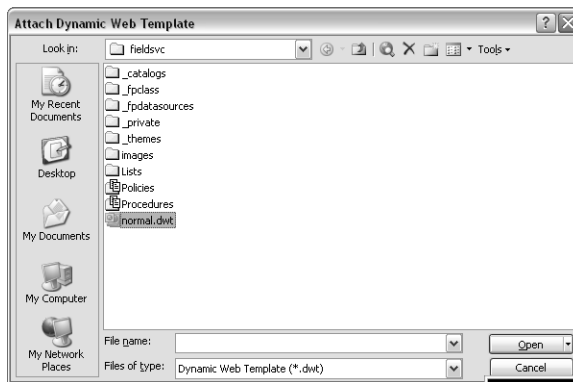 Attach Dynamic Web Template
Look in:
fieldsvc
Tools
My Recent
Documents
Desktop
My Documents
My Computer
My Network
Places
_catalogs
_fpclass
_fpdatasources
_private
_themes
images
Lists
Policies
Procedures
normal.dwt
File name:
Open
Files of type:
Dynamic Web Template (*.dwt)
Cancel